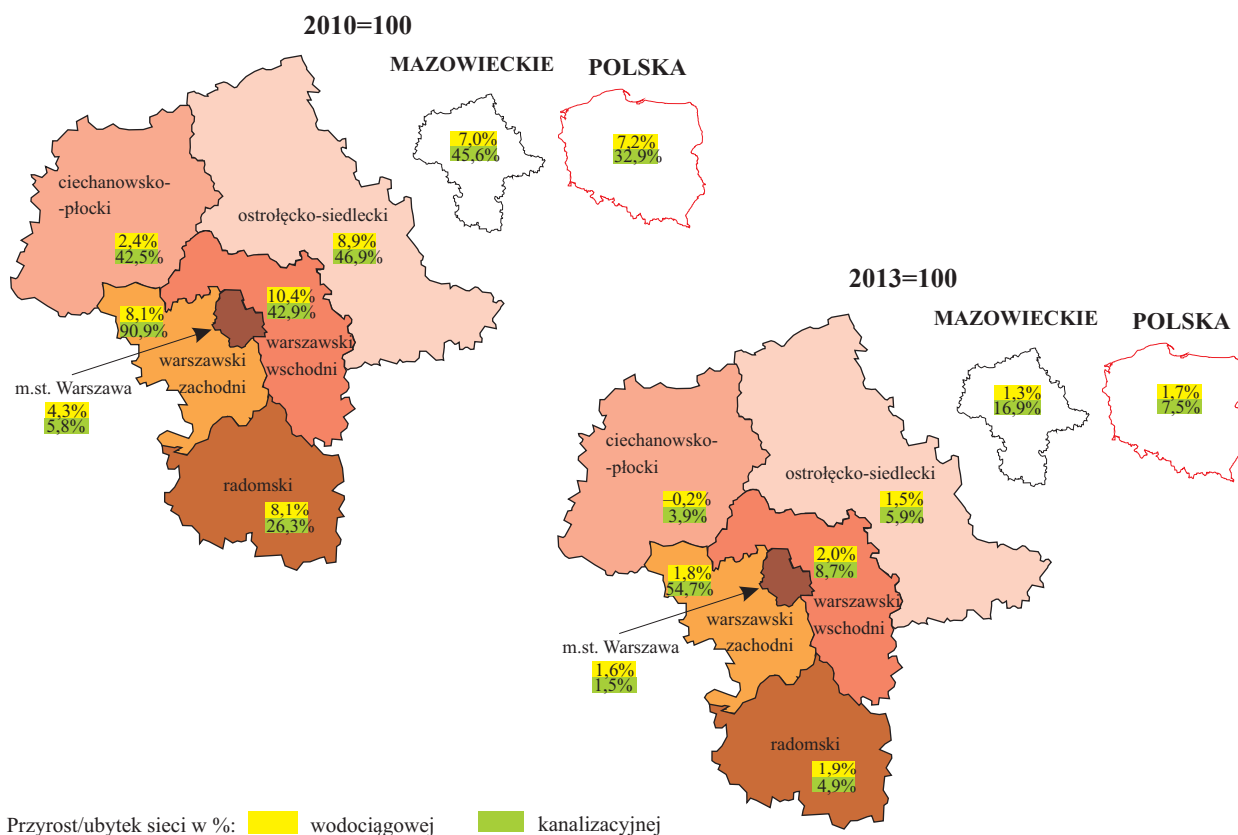 2010=100
MAZOWIECKIE
POLSKA
7,0%
45,6%
7,2%
32,9%
ciechanowsko-
-płocki
2,4%
42,5%
ostrołęcko-siedlecki
8,9%
46,9%
10,4%
42,9%
warszawski
wschodni
8,1%
90,9%
warszawski
zachodni
m.st. Warszawa
4,3%
5,8%
radomski
8,1%
26,3%
2013=100
MAZOWIECKIE
POLSKA
1,3%
16,9%
1,7%
7,5%
ciechanowsko-
-płocki
–0,2%
3,9%
ostrołęcko-siedlecki
1,5%
5,9%
2,0%
8,7%
warszawski
wschodni
1,8%
54,7%
warszawski
zachodni
m.st. Warszawa
1,6%
1,5%
radomski
1,9%
4,9%
Przyrost/ubytek sieci w %: wodociągowej kanalizacyjnej